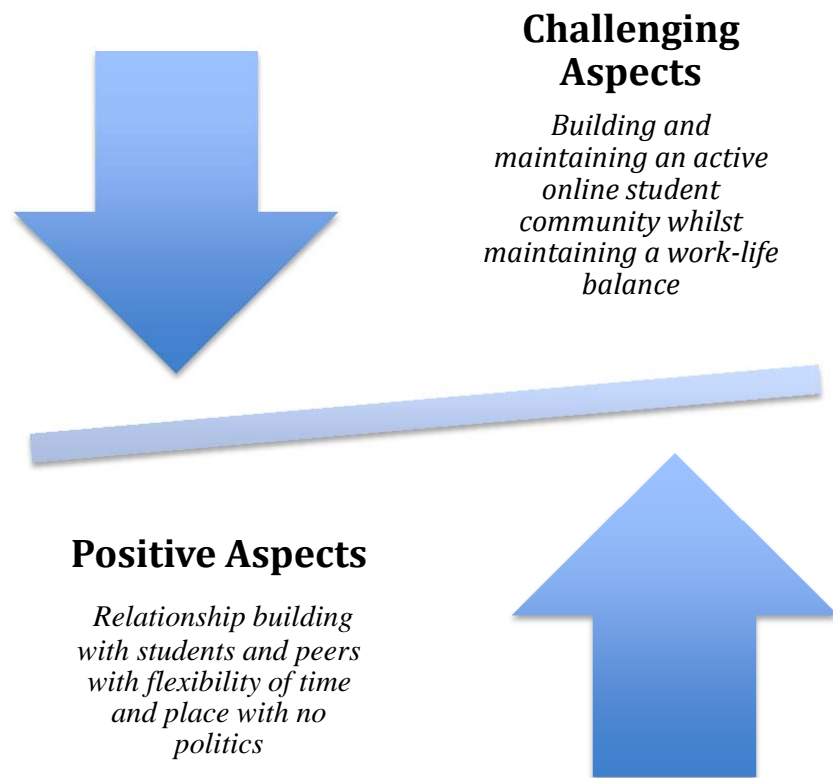 Challenging
Aspects
Building and
maintaining an active
online student
community whilst
maintaining a work-life
balance
Positive Aspects
Relationship building
with students and peers
with flexibility of time
and place with no
politics